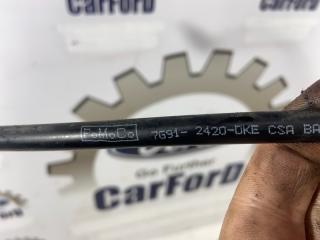 FoMoCo 7G91- 2420-DKE CSA BA
CarFord
Go Further
CarFord